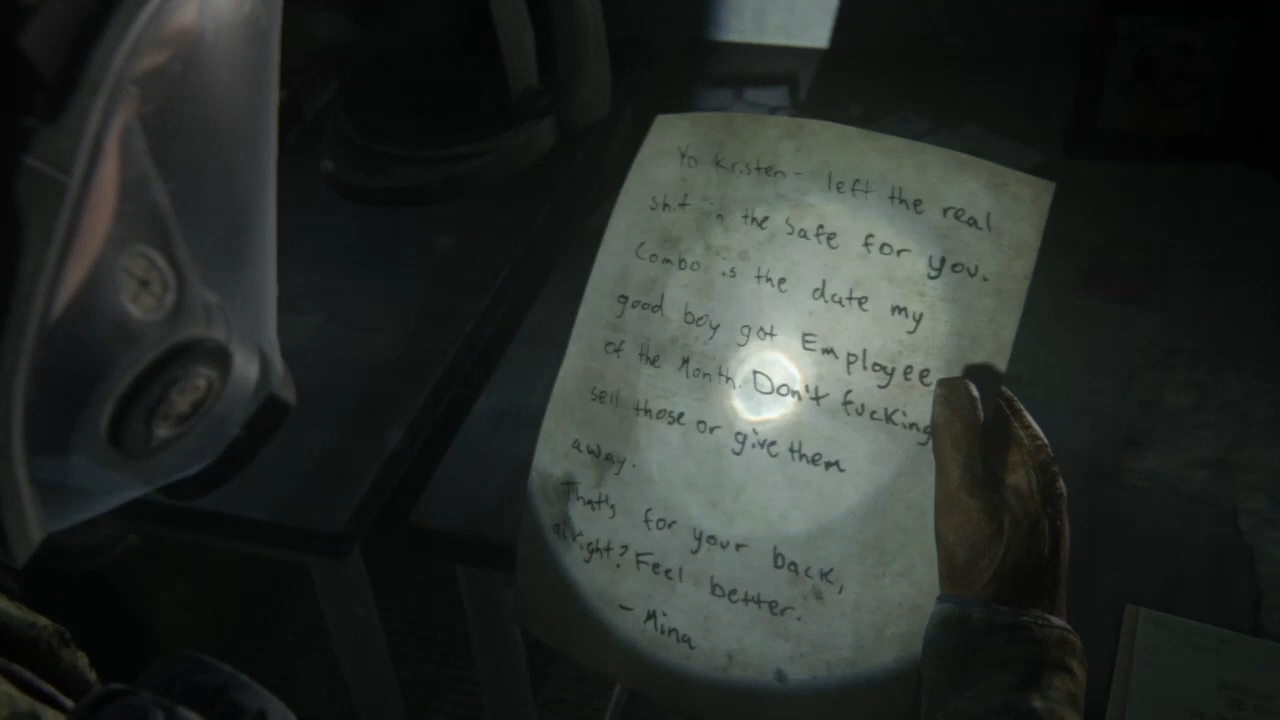 Yo Kristen- left the real
shit in the safe for you.
Combo is the date my
good boy got Employee
of the Month. Don't fucking
sell those or give them
away.
That's for your back,
alright? Feel better.
- Mina